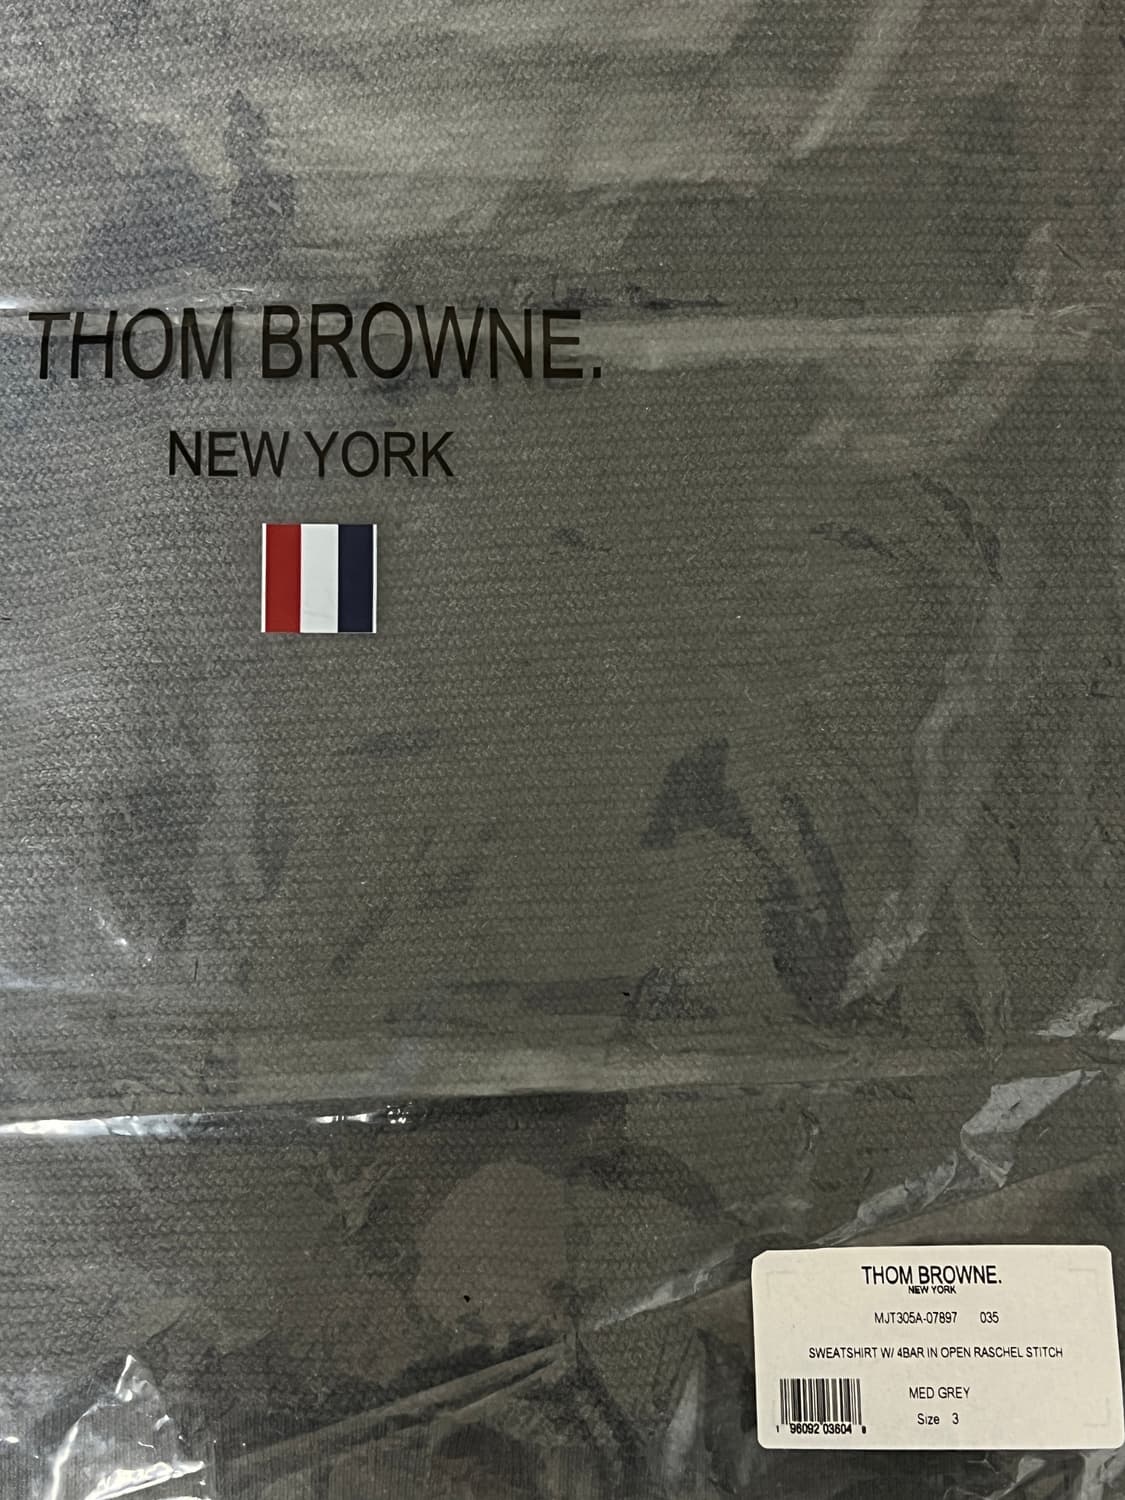 THOM BROWNE.
NEW YORK
THOM BROWNE.
NEW YORK
MJT305A-07897 035
SWEATSHIRT W/ 4BAR IN OPEN RASCHEL STITCH
MED GREY
Size 3
1 96092 03604 8